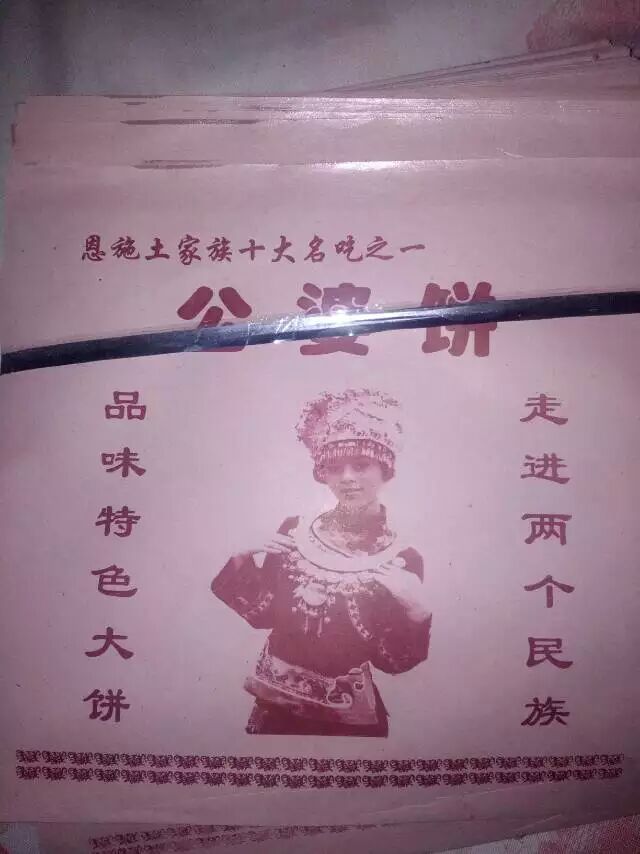 恩施土家族十大名吃之一
公婆饼
走进两个民族
品味特色大饼